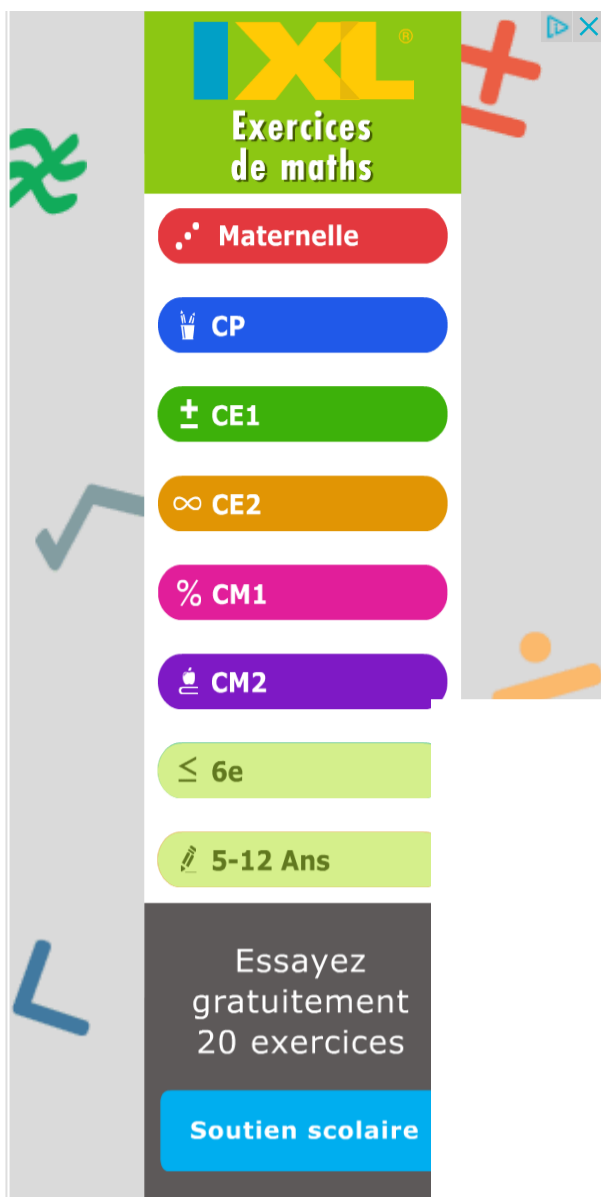 IXL®
Exercices
de maths
Maternelle
CP
± CE1
∞ CE2
% CM1
CM2
≤ 6e
5-12 Ans
Essayez
gratuitement
20 exercices
Soutien scolaire